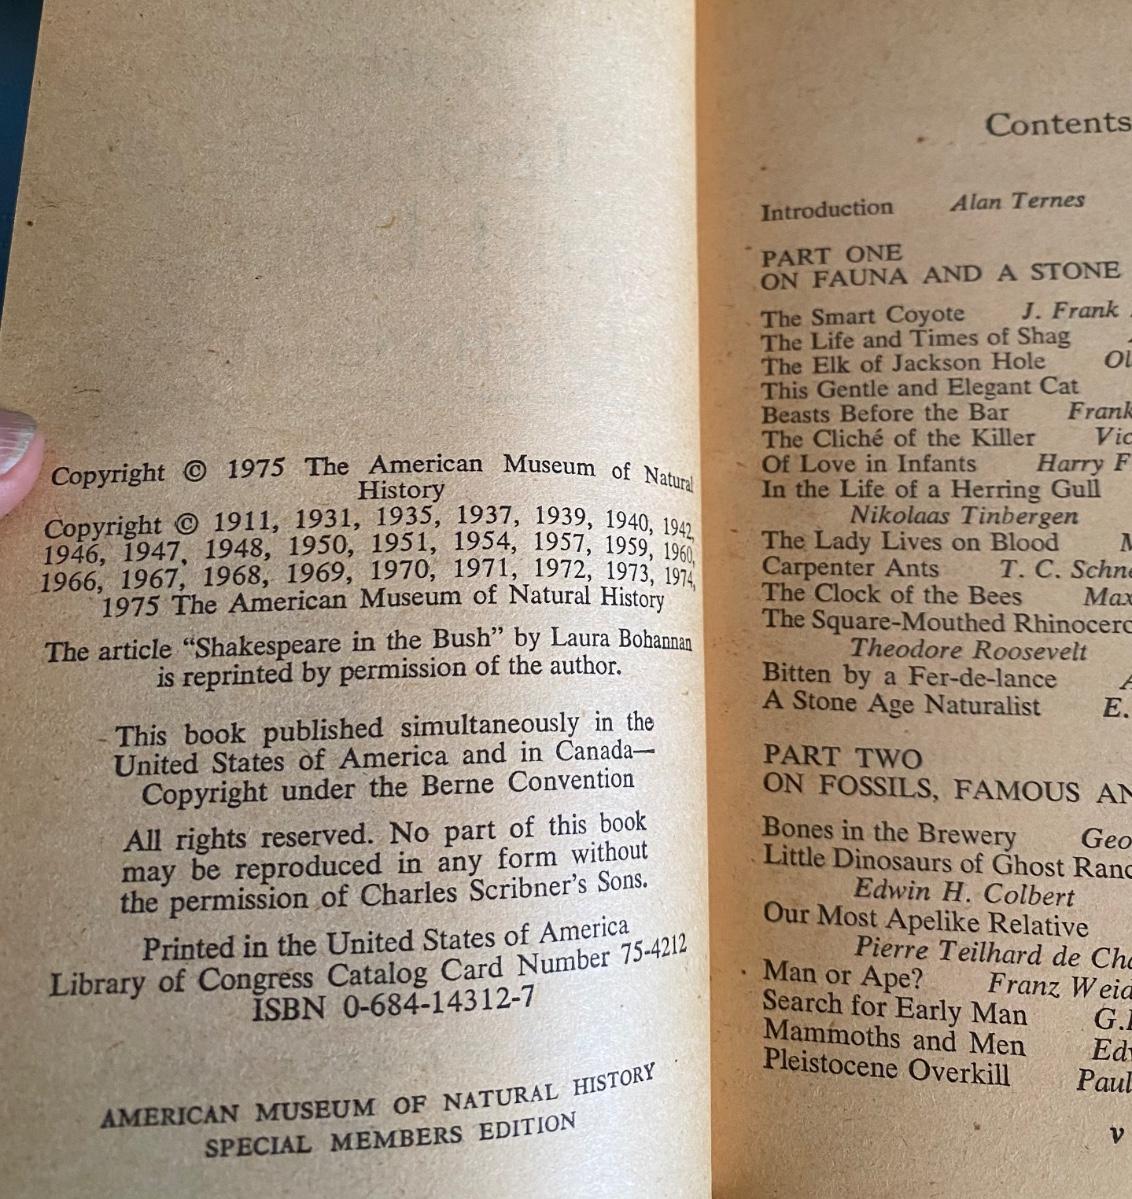 Copyright © 1975 The American Museum of Natural
History
Copyright © 1911, 1931, 1935, 1937, 1939, 1940, 1942,
1946, 1947, 1948, 1950, 1951, 1954, 1957, 1959, 1960,
1966, 1967, 1968, 1969, 1970, 1971, 1972, 1973, 1974,
1975 The American Museum of Natural History
The article “Shakespeare in the Bush” by Laura Bohannan
is reprinted by permission of the author.
This book published simultaneously in the
United States of America and in Canada—
Copyright under the Berne Convention
All rights reserved. No part of this book
may be reproduced in any form without
the permission of Charles Scribner's Sons.
Printed in the United States of America
Library of Congress Catalog Card Number 75-4212
ISBN 0-684-14312-7
AMERICAN MUSEUM OF NATURAL HISTORY
SPECIAL MEMBERS EDITION
Contents
Introduction Alan Ternes
PART ONE
ON FAUNA AND A STONE
The Smart Coyote J. Frank
The Life and Times of Shag
The Elk of Jackson Hole
This Gentle and Elegant Cat
Beasts Before the Bar Frank
The Cliché of the Killer
Of Love in Infants Harry F
In the Life of a Herring Gull
Nikolaas Tinbergen
The Lady Lives on Blood
Carpenter Ants T. C.
The Clock of the Bees
The Square-Mouthed
Theodore Roosevelt
Bitten by a Fer-de-lance
A Stone Age Naturalist E.
PART TWO
ON FOSSILS, FAMOUS
Bones in the Brewery
Little Dinosaurs of Ghost
Edwin H. Colbert
Our Most Apelike Relative
Pierre Teilhard de
Man or Ape? Franz
Search for Early Man G.
Mammoths and Men
Pleistocene Overkill Paul
v